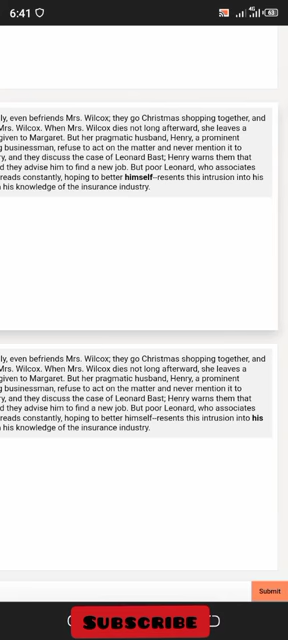 6:41
4G
63
ly, even befriends Mrs. Wilcox; they go Christmas shopping together, and
Mrs. Wilcox. When Mrs. Wilcox dies not long afterward, she leaves a
given to Margaret. But her pragmatic husband, Henry, a prominent
g businessman, refuse to act on the matter and never mention it to
ry, and they discuss the case of Leonard Bast; Henry warns them that
d they advise him to find a new job. But poor Leonard, who associates
reads constantly, hoping to better himself--resents this intrusion into his
n his knowledge of the insurance industry.
ly, even befriends Mrs. Wilcox; they go Christmas shopping together, and
Mrs. Wilcox. When Mrs. Wilcox dies not long afterward, she leaves a
given to Margaret. But her pragmatic husband, Henry, a prominent
g businessman, refuse to act on the matter and never mention it to
ry, and they discuss the case of Leonard Bast; Henry warns them that
d they advise him to find a new job. But poor Leonard, who associates
reads constantly, hoping to better himself--resents this intrusion into his
n his knowledge of the insurance industry.
Submit
SUBSCRIBE